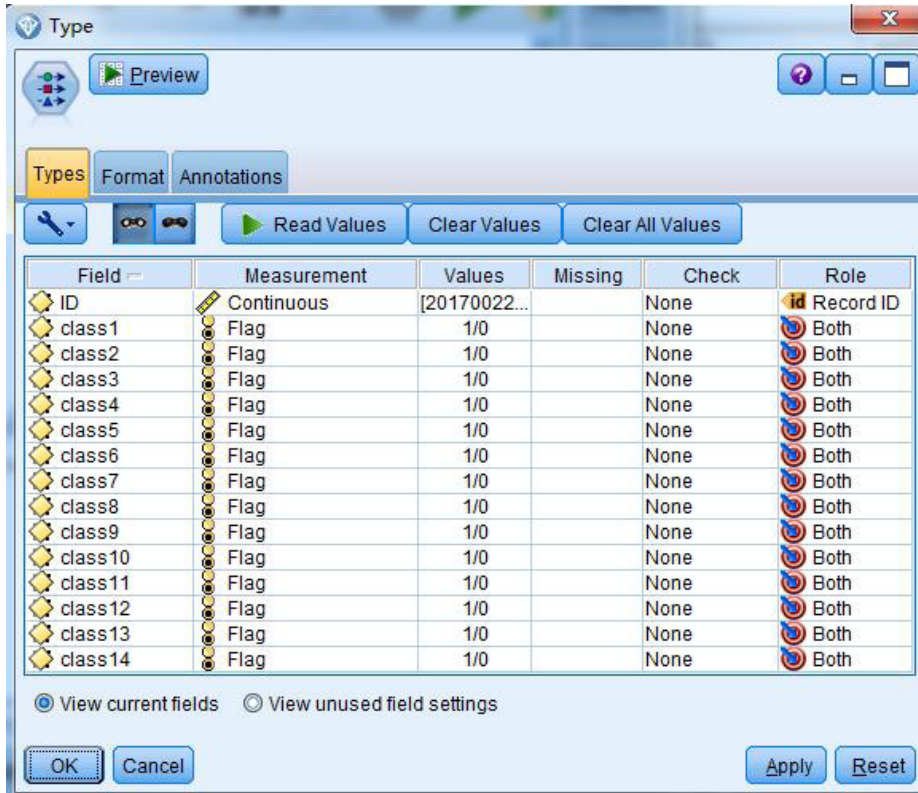 Type
Preview
Types Format Annotations
Read Values Clear Values Clear All Values
Field Measurement Values Missing Check Role
ID Continuous [20170022... None id Record ID
class1 Flag 1/0 None Both
class2 Flag 1/0 None Both
class3 Flag 1/0 None Both
class4 Flag 1/0 None Both
class5 Flag 1/0 None Both
class6 Flag 1/0 None Both
class7 Flag 1/0 None Both
class8 Flag 1/0 None Both
class9 Flag 1/0 None Both
class10 Flag 1/0 None Both
class11 Flag 1/0 None Both
class12 Flag 1/0 None Both
class13 Flag 1/0 None Both
class14 Flag 1/0 None Both
View current fields View unused field settings
OK Cancel Apply Reset